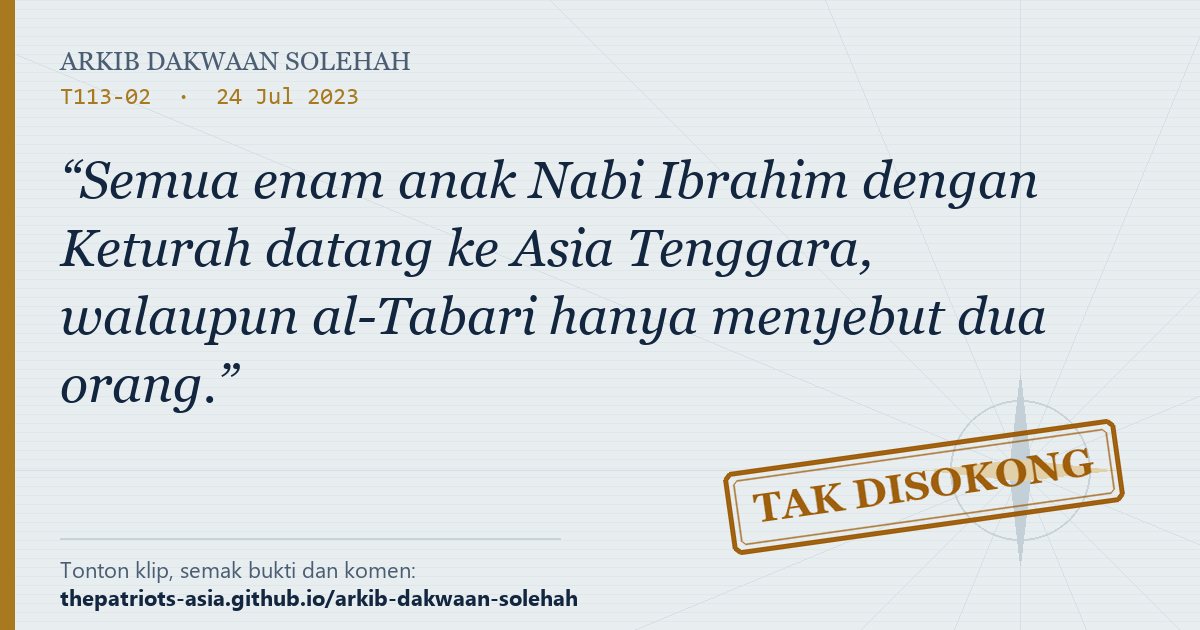 ARKIB DAKWAAN SOLEHAH
T113-02 · 24 Jul 2023
“Semua enam anak Nabi Ibrahim dengan
Keturah datang ke Asia Tenggara,
walaupun al-Tabari hanya menyebut dua
orang.”
TAK DISOKONG
Tonton klip, semak bukti dan komen:
thepatriots-asia.github.io/arkib-dakwaan-solehah